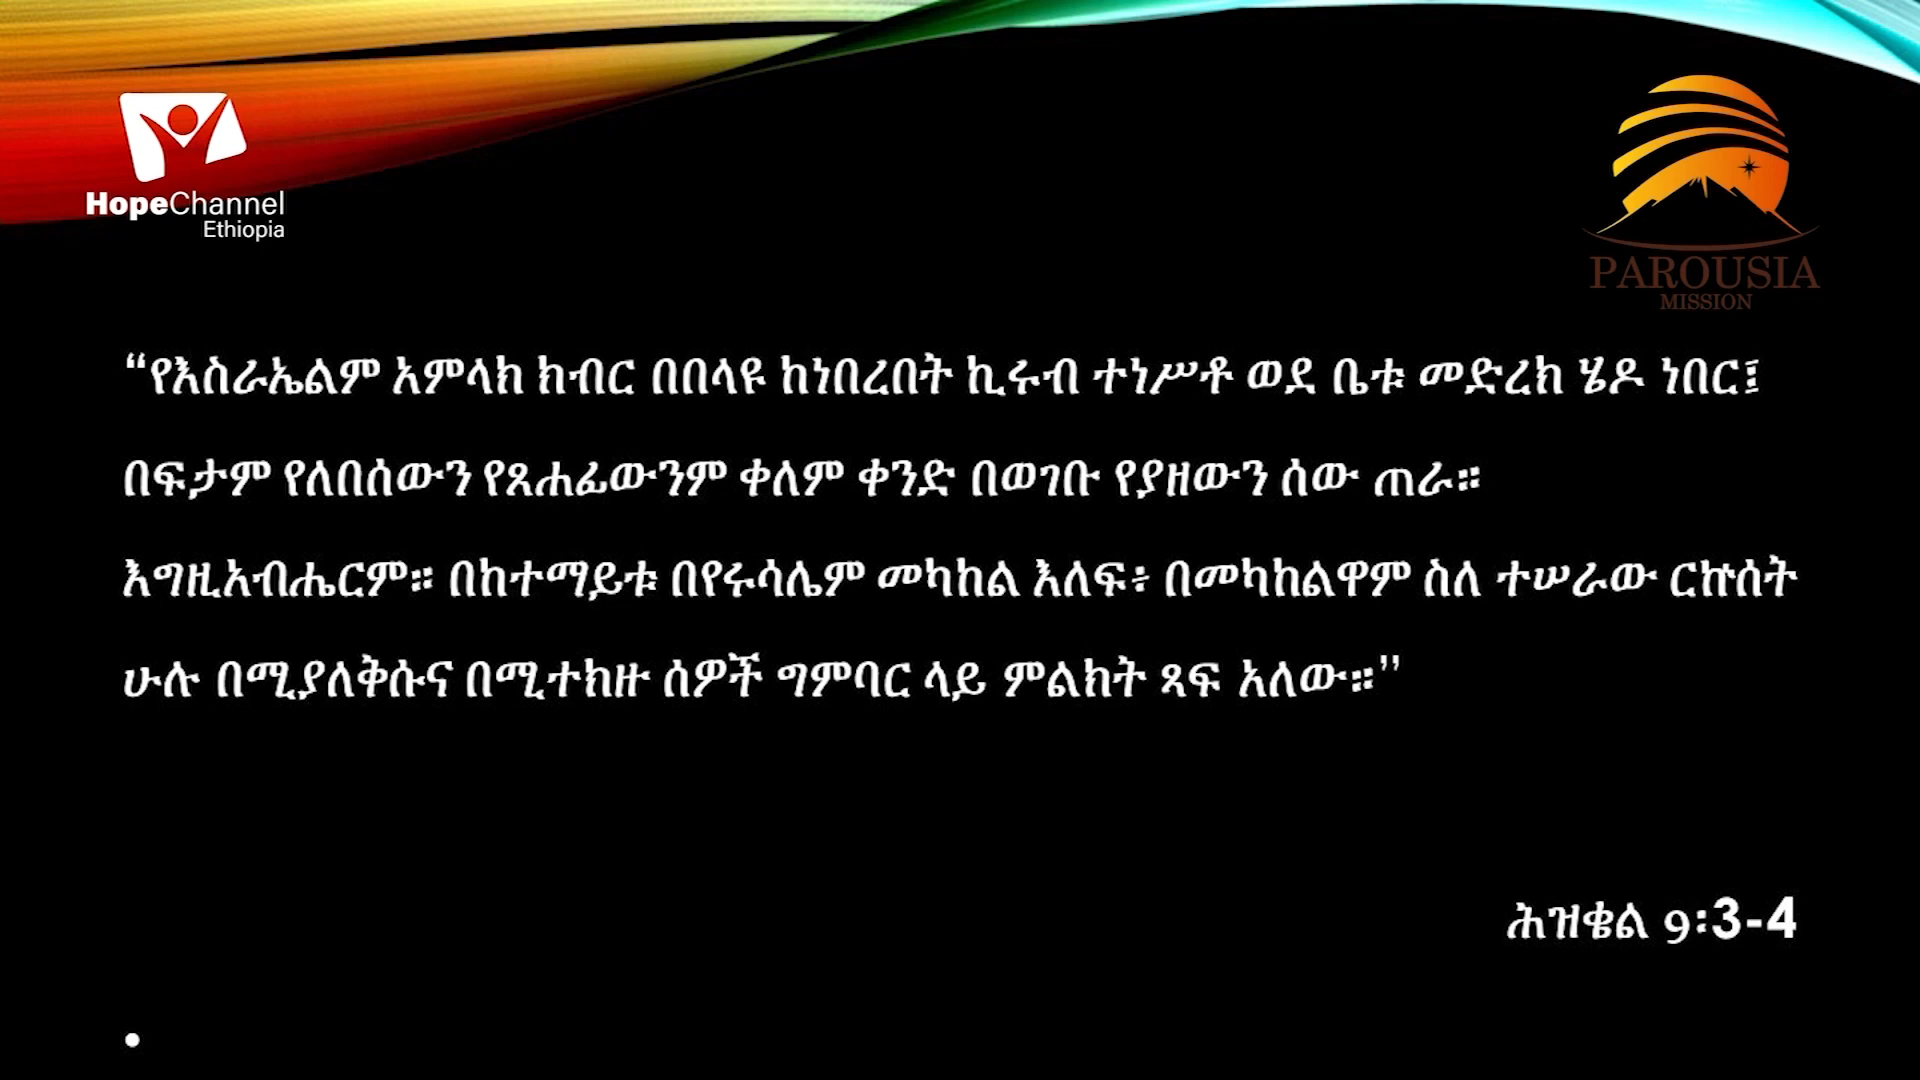 HopeChannel
Ethiopia
PAROUSIA
MISSION
“የእስራኤልም አምላክ ክብር በበላዩ ከነበረበት ኪሩብ ተነሥቶ ወደ ቤቱ መድረክ ሄዶ ነበር፤
በፍታም የለበሰውን የጸሐፊውንም ቀለም ቀንድ በወገቡ የያዘውን ሰው ጠራ።
እግዚአብሔርም። በከተማይቱ በየሩሳሌም መካከል እለፍ፥ በመካከልዋም ስለ ተሠራው ርኵሰት
ሁሉ በሚያለቅሱና በሚተክዙ ሰዎች ግምባር ላይ ምልክት ጻፍ አለው።”
ሕዝቄል 9፡3-4
•